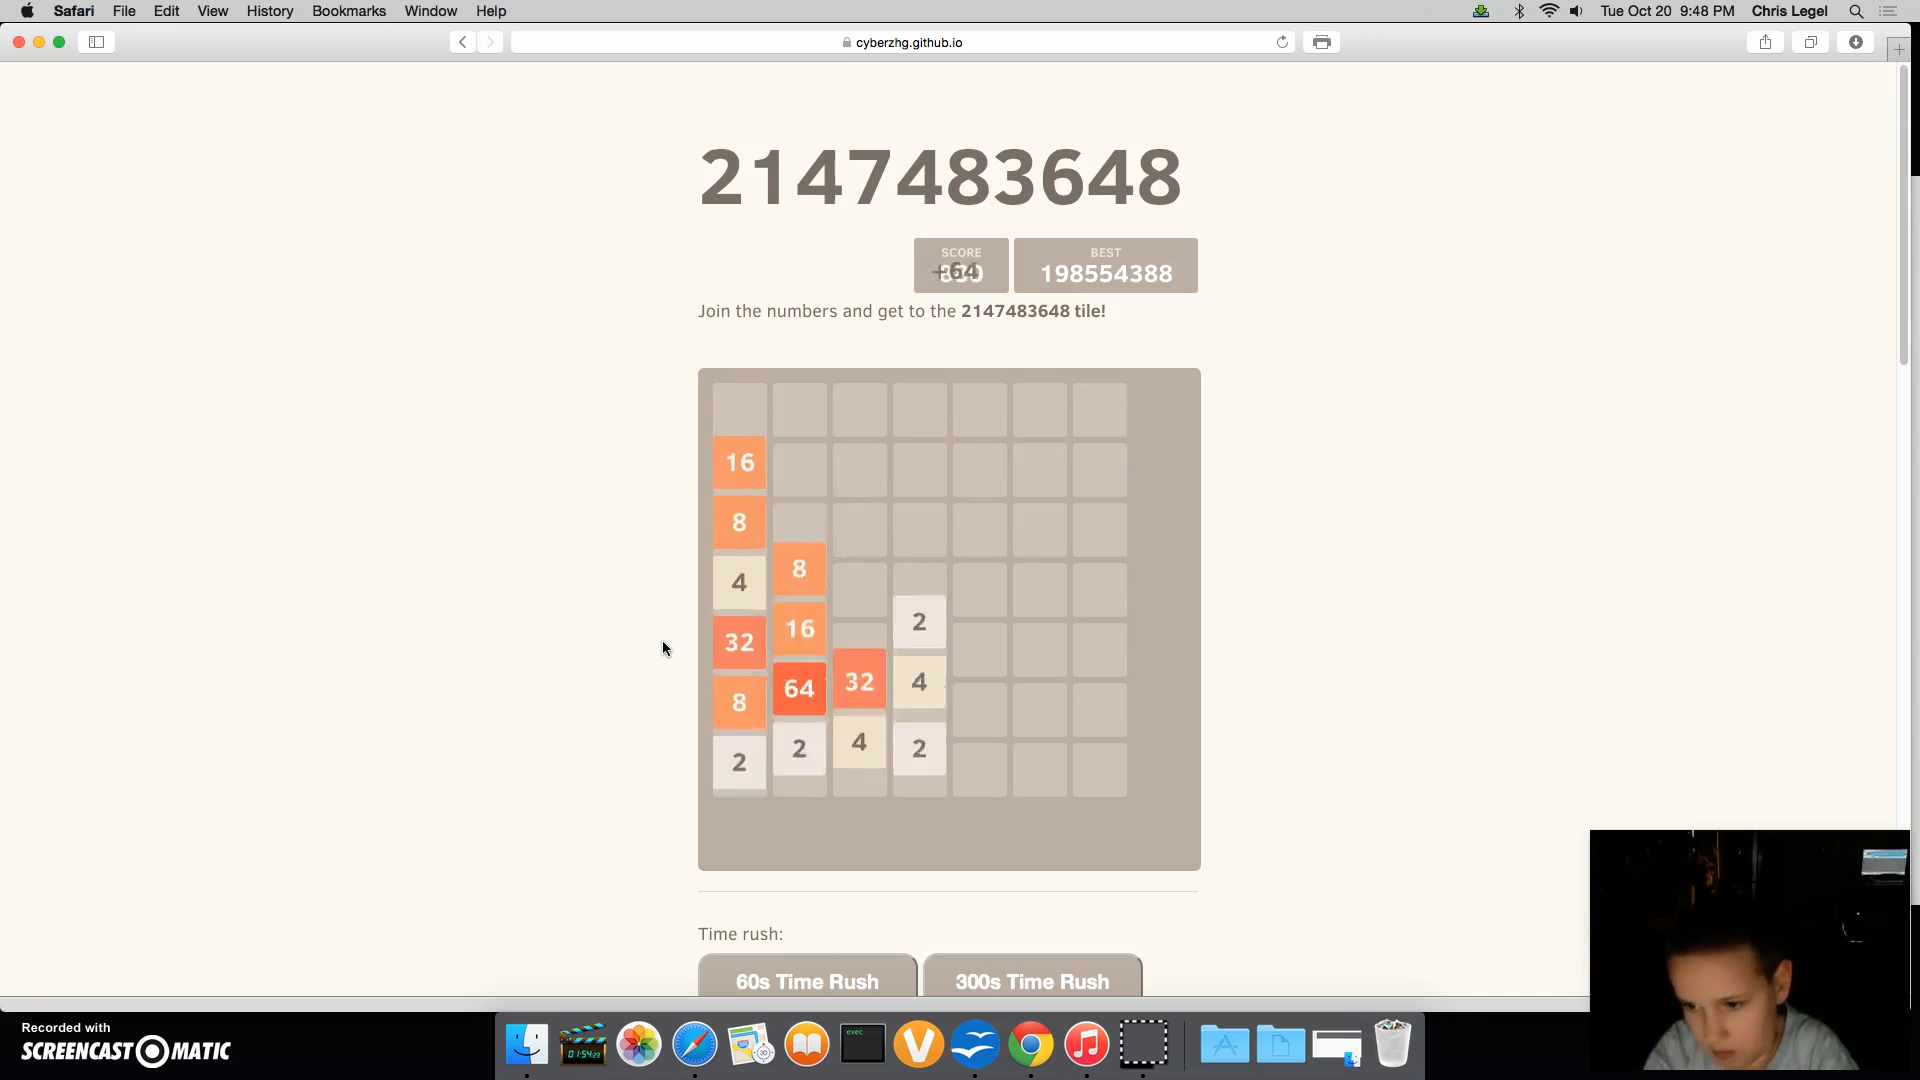 Safari File Edit View History Bookmarks Window Help Tue Oct 20 9:48 PM Chris Legel
cyberzhg.github.io
2147483648
SCORE BEST
+64 198554388
Join the numbers and get to the 2147483648 tile!
16
8
8
4
2
16
32
32
4
64
8
4
2
2
2
Time rush:
60s Time Rush 300s Time Rush
Recorded with
SCREENCAST MATIC
exec